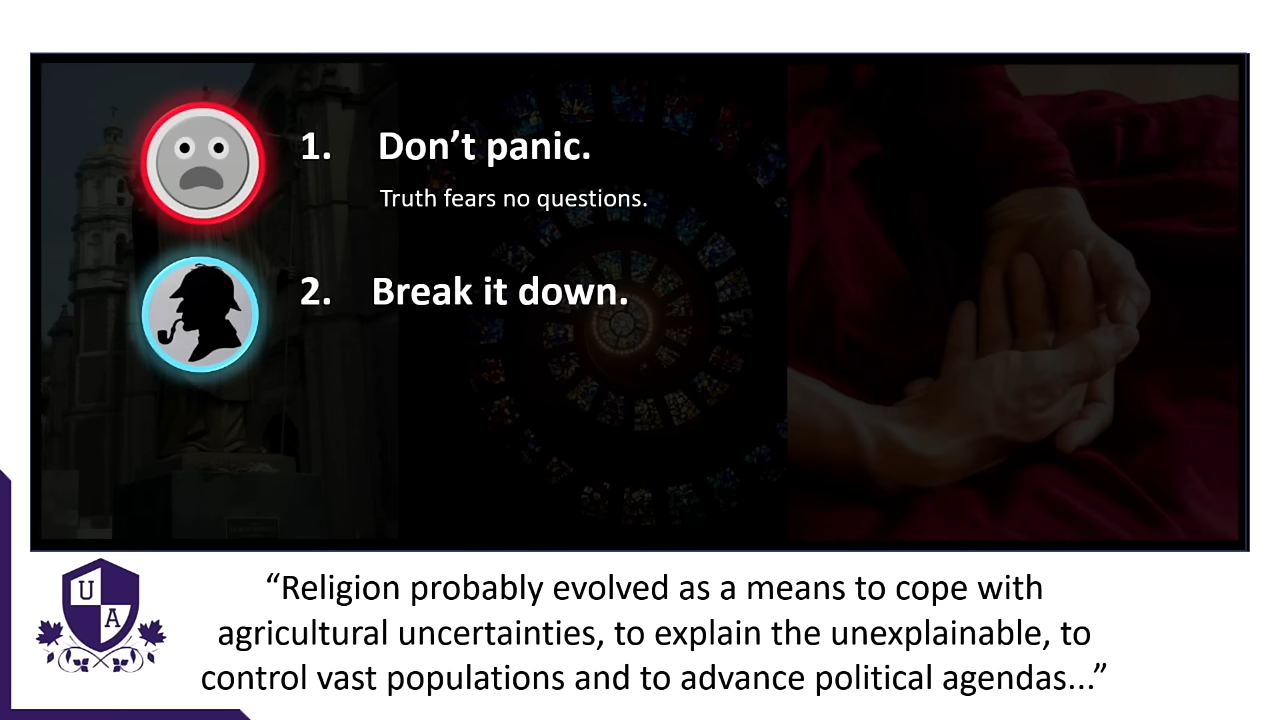 1. Don’t panic.
Truth fears no questions.
2. Break it down.
U
A
“Religion probably evolved as a means to cope with
agricultural uncertainties, to explain the unexplainable, to
control vast populations and to advance political agendas...”